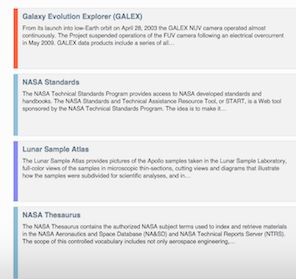 Galaxy Evolution Explorer (GALEX)
From its launch into low-Earth orbit on April 28, 2003 the GALEX NUV camera operated almost
continuously. The Project suspended operations of the FUV camera following an electrical overcurrent
in May 2009. GALEX data products include a series of all...
NASA Standards
The NASA Technical Standards Program provides access to NASA developed standards and
handbooks. The NASA Standards and Technical Assistance Resource Tool, or START, is a Web tool
sponsored by the NASA Technical Standards Program. The idea is to make it...
Lunar Sample Atlas
The Lunar Sample Atlas provides pictures of the Apollo samples taken in the Lunar Sample Laboratory,
full-color views of the samples in microscopic thin-sections, cutting views and diagrams that illustrate
how the samples were subdivided for scientific analyses, and in...
NASA Thesaurus
The NASA Thesaurus contains the authorized NASA subject terms used to index and retrieve materials
in the NASA Aeronautics and Space Database (NA&SD) and NASA Technical Reports Server (NTRS).
The scope of this controlled vocabulary includes not only aerospace engineering,...